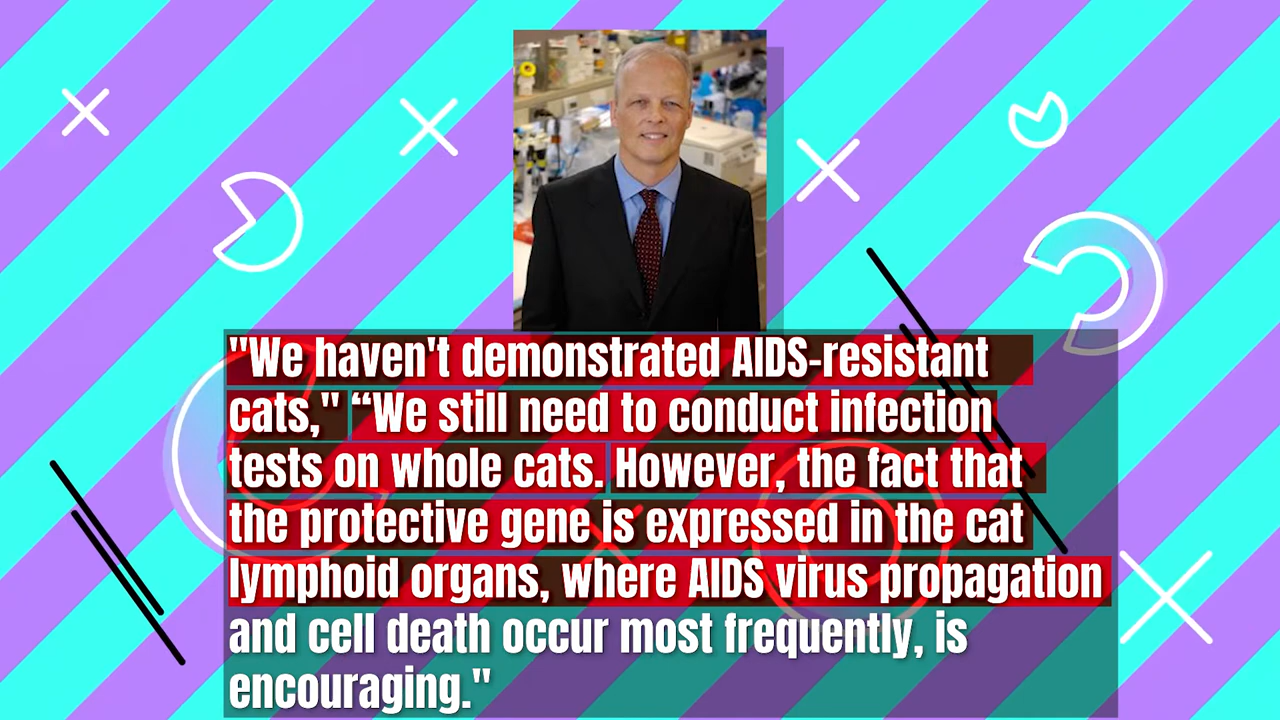 "We haven't demonstrated AIDS-resistant
cats," “We still need to conduct infection
tests on whole cats. However, the fact that
the protective gene is expressed in the cat
lymphoid organs, where AIDS virus propagation
and cell death occur most frequently, is
encouraging."